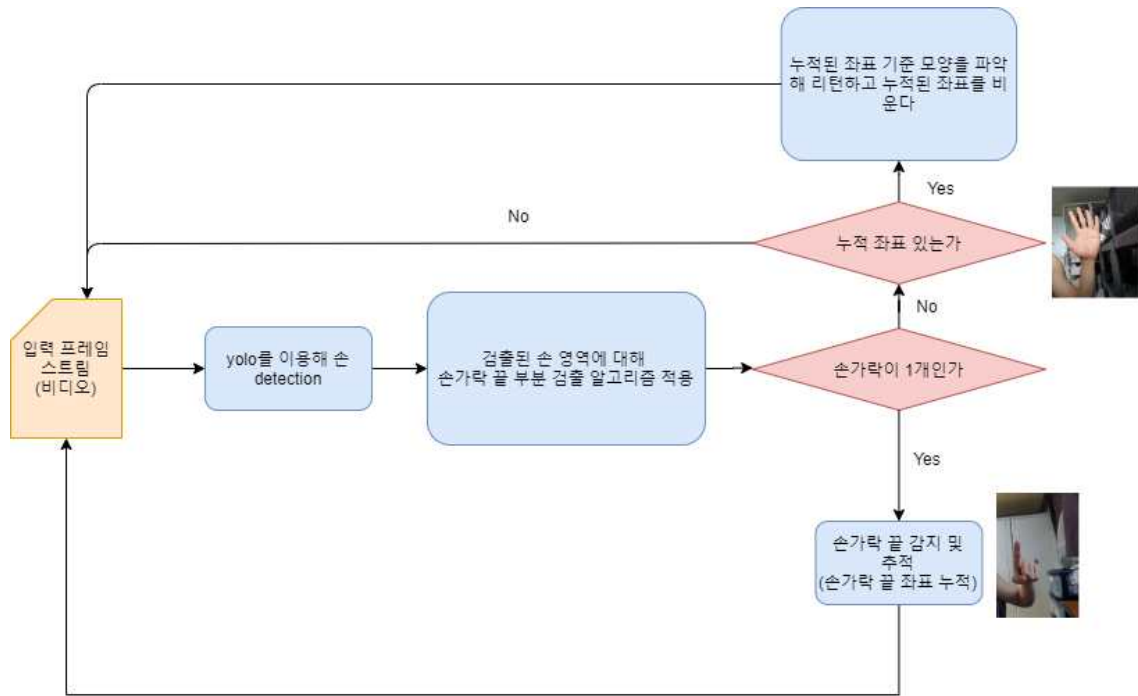 누적된 좌표 기준 모양을 파악
해 리턴하고 누적된 좌표를 비
운다
Yes
No
누적 좌표 있는가
No
입력 프레임
스트림
(비디오)
yolo를 이용해 손
detection
검출된 손 영역에 대해
손가락 끝 부분 검출 알고리즘 적용
손가락이 1개인가
Yes
손가락 끝 감지 및
추적
(손가락 끝 좌표 누적)